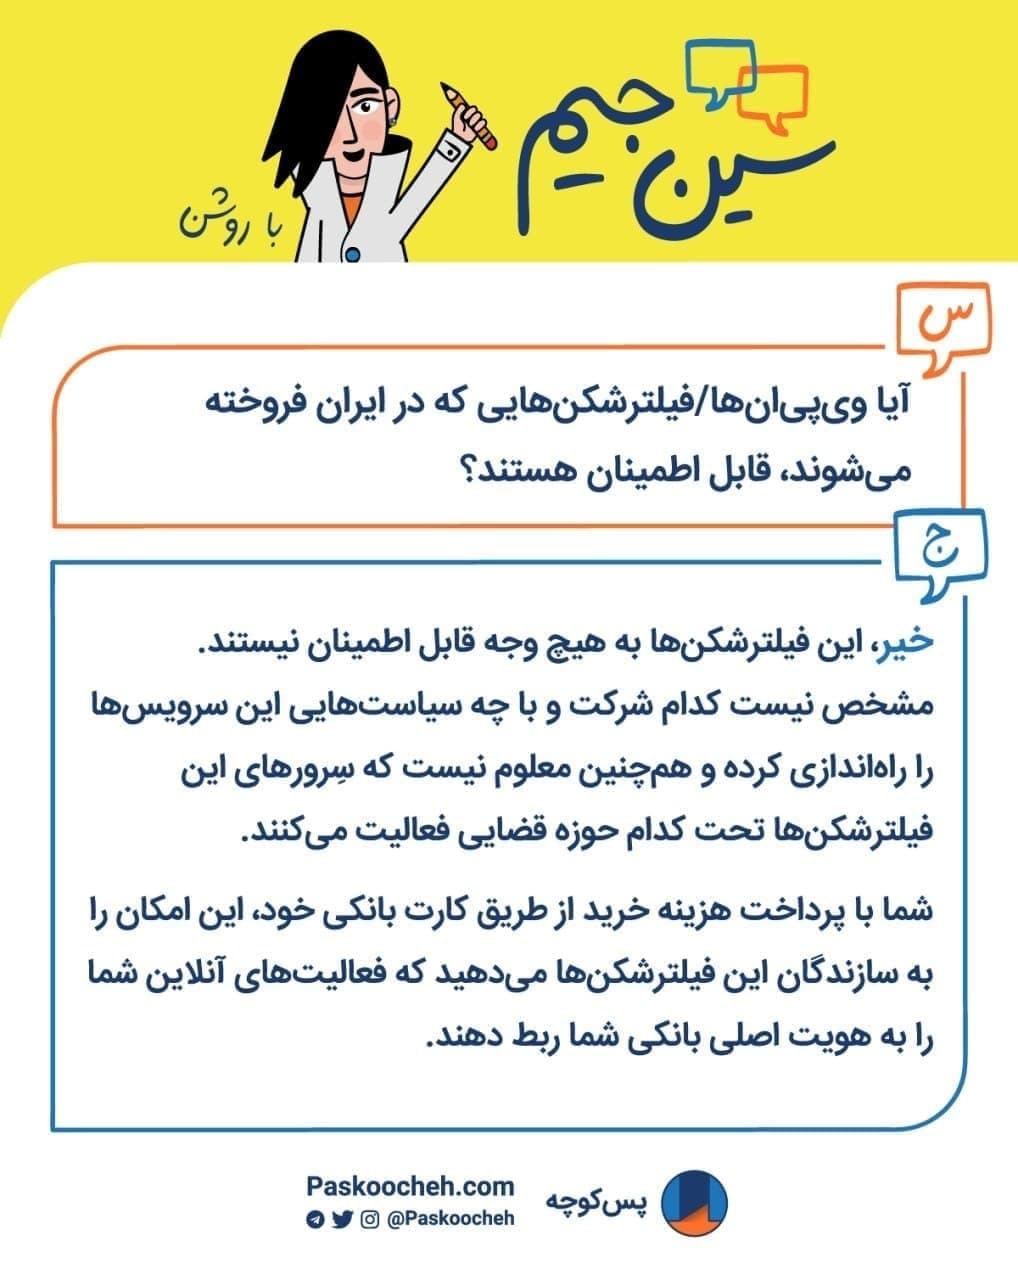 سین جیم
با روشن
س
آیا وی‌پی‌ان‌ها/فیلترشکن‌هایی که در ایران فروخته
می‌شوند، قابل اطمینان هستند؟
ج
خیر، این فیلترشکن‌ها به هیچ وجه قابل اطمینان نیستند.
مشخص نیست کدام شرکت و با چه سیاست‌هایی این سرویس‌ها
را راه‌اندازی کرده و هم‌چنین معلوم نیست که سِرورهای این
فیلترشکن‌ها تحت کدام حوزه قضایی فعالیت می‌کنند.
شما با پرداخت هزینه خرید از طریق کارت بانکی خود، این امکان را
به سازندگان این فیلترشکن‌ها می‌دهید که فعالیت‌های آنلاین شما
را به هویت اصلی بانکی شما ربط دهند.
پس‌کوچه
Paskoocheh.com
@Paskoocheh